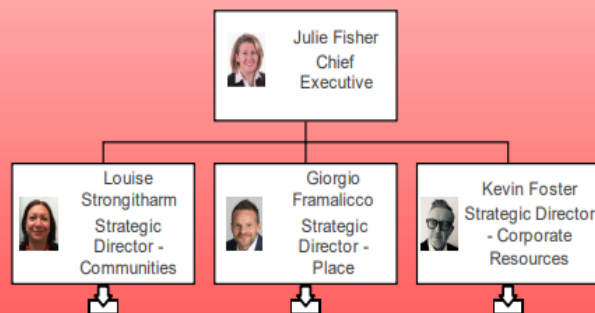 Julie Fisher
Chief
Executive
Louise
Strongitharm
Strategic
Director -
Communities
Giorgio
Framalicco
Strategic
Director -
Place
Kevin Foster
Strategic Director
- Corporate
Resources